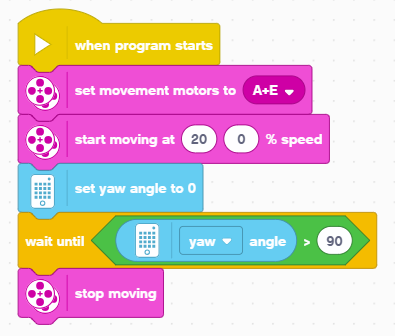 when program starts
set movement motors to A+E
start moving at 20 0 % speed
set yaw angle to 0
wait until yaw angle > 90
stop moving